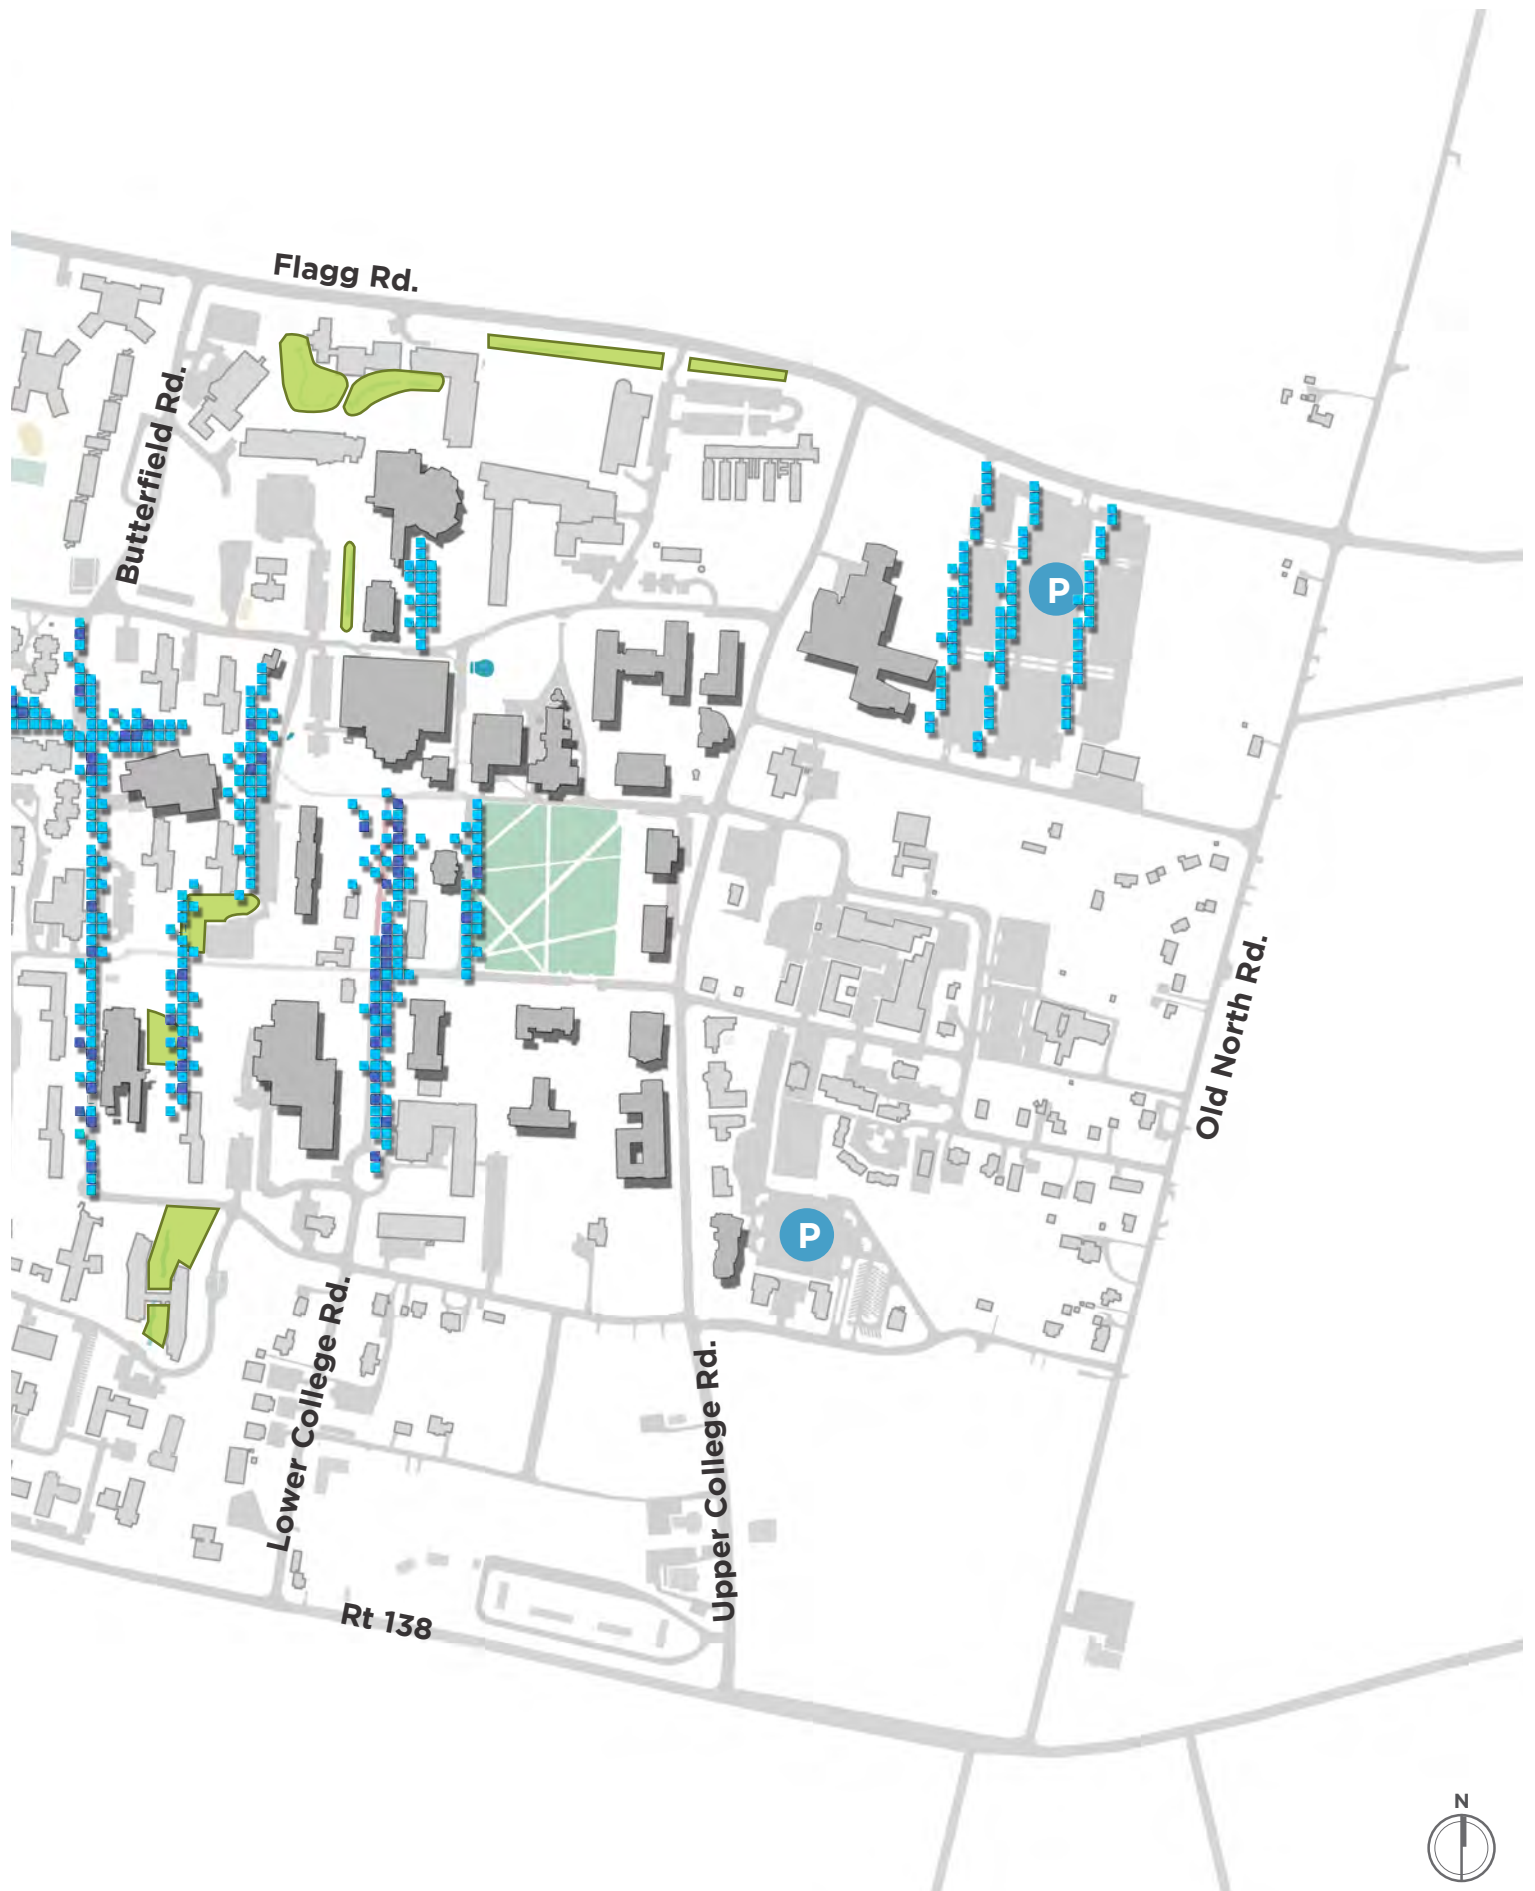 Flagg Rd.
Butterfield Rd.
P
Old North Rd.
P
Lower College Rd.
Upper College Rd.
Rt 138
N